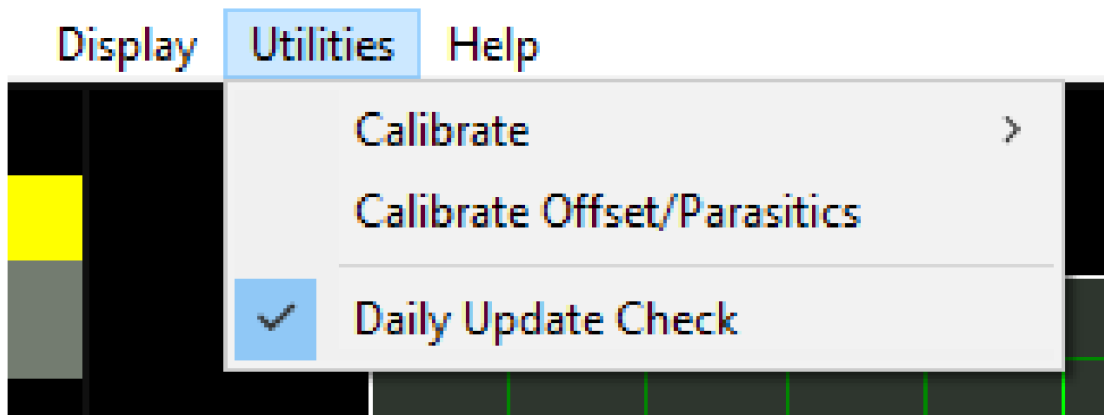 Display Utilities Help
Calibrate
Calibrate Offset/Parasitics
Daily Update Check